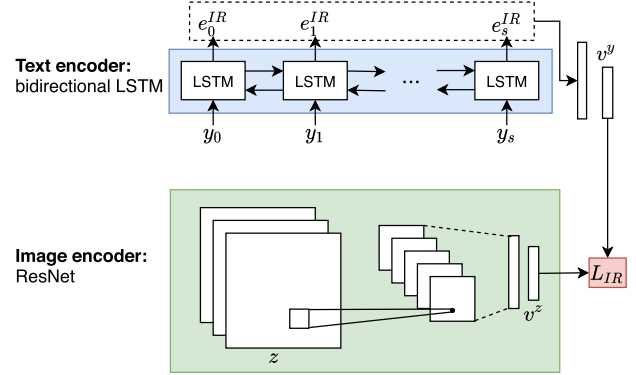 e_0^{IR} e_1^{IR} e_s^{IR}
v^y
Text encoder:
bidirectional LSTM
LSTM LSTM ... LSTM
y_0 y_1 y_s
Image encoder:
ResNet
L_{IR}
v^z
z